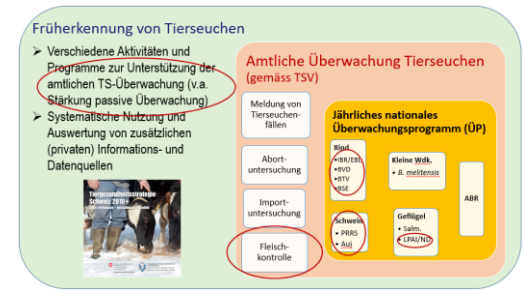 Früherkennung von Tierseuchen
➢ Verschiedene Aktivitäten und
Programme zur Unterstützung der
amtlichen TS-Überwachung (v.a.
Stärkung passive Überwachung)
➢ Systematische Nutzung und
Auswertung von zusätzlichen
(privaten) Informations- und
Datenquellen
Tiergesundheitsstrategie
Schweiz 2010+
Amtliche Überwachung Tierseuchen
(gemäss TSV)
Meldung von
Tierseuchen-
fällen
Abort-
untersuchung
Import-
untersuchung
Fleisch-
kontrolle
Jährliches nationales
Überwachungsprogramm (ÜP)
Rind
•IBR/EBL
•BVD
•BTV
•BSE
Kleine Wdk.
• B. melitensis
Schwein
• PRRS
• Auj
Geflügel
• Salm.
• LPAI/ND
ABR